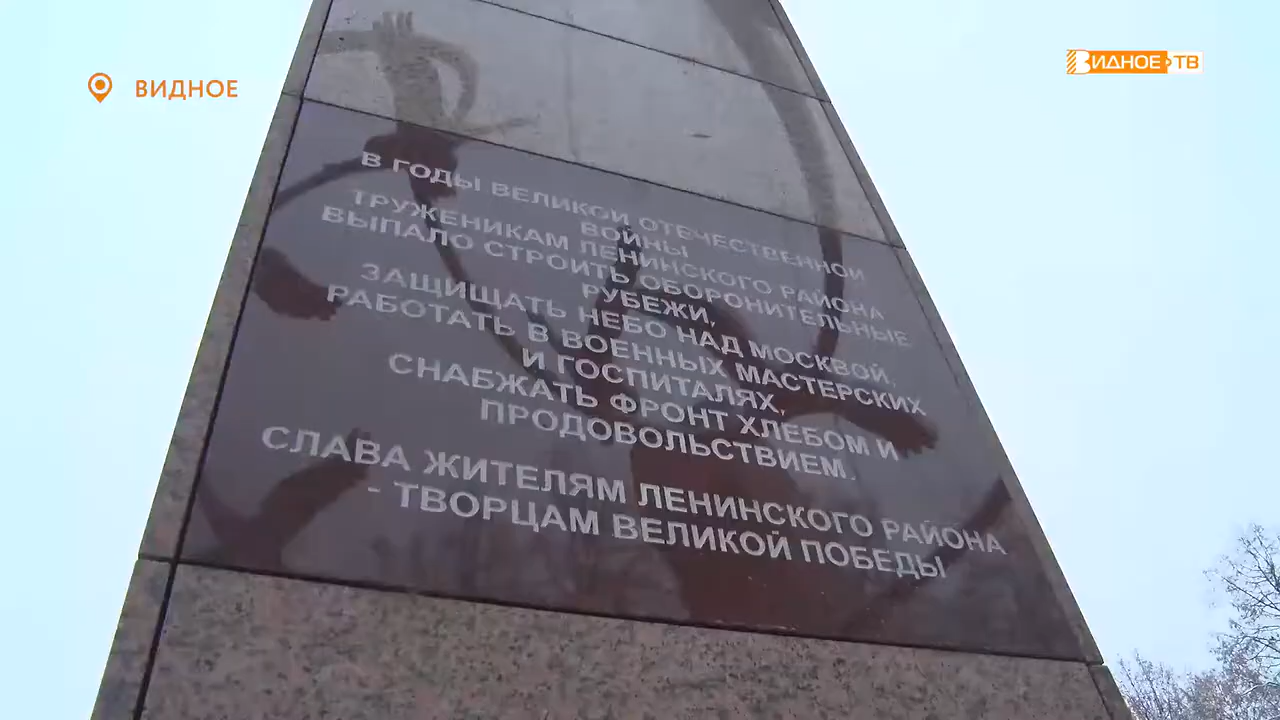 ВИДНОЕ
ВИДНОЕ ТВ
В ГОДЫ ВЕЛИКОЙ ОТЕЧЕСТВЕННОЙ
ВОЙНЫ
ТРУЖЕНИКАМ ЛЕНИНСКОГО РАЙОНА
ВЫПАЛО СТРОИТЬ ОБОРОНИТЕЛЬНЫЕ
РУБЕЖИ,
ЗАЩИЩАТЬ НЕБО НАД МОСКВОЙ,
РАБОТАТЬ В ВОЕННЫХ МАСТЕРСКИХ
И ГОСПИТАЛЯХ,
СНАБЖАТЬ ФРОНТ ХЛЕБОМ И
ПРОДОВОЛЬСТВИЕМ.
СЛАВА ЖИТЕЛЯМ ЛЕНИНСКОГО РАЙОНА
- ТВОРЦАМ ВЕЛИКОЙ ПОБЕДЫ